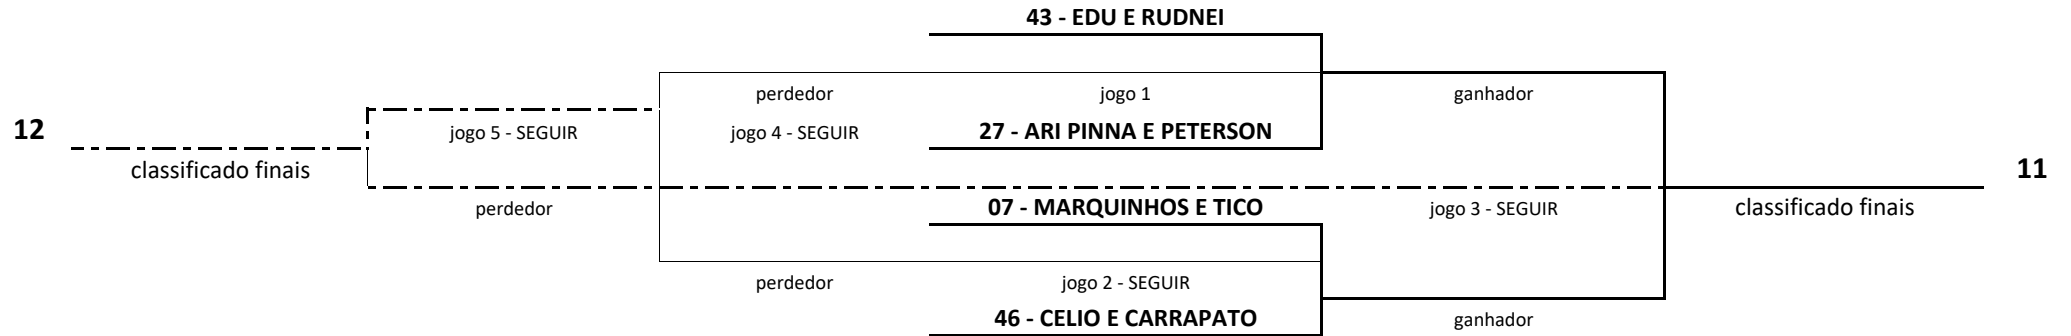 43 - EDU E RUDNEI
perdedor jogo 1 ganhador
12 jogo 5 - SEGUIR jogo 4 - SEGUIR 27 - ARI PINNA E PETERSON
classificado finais 11
perdedor 07 - MARQUINHOS E TICO jogo 3 - SEGUIR classificado finais
perdedor jogo 2 - SEGUIR
46 - CELIO E CARRAPATO ganhador